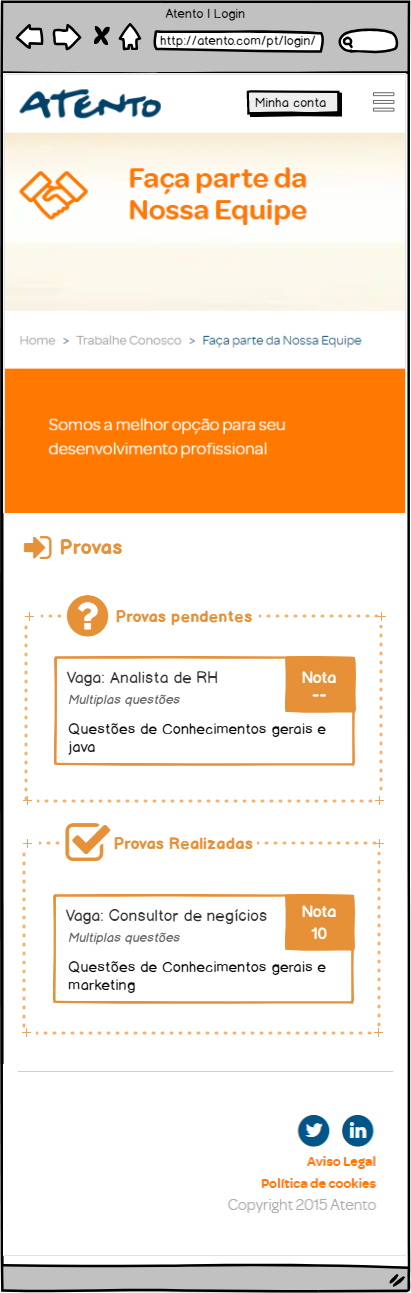 Atento | Login
http://atento.com/pt/login/
ATENTO
Minha conta
Faça parte da
Nossa Equipe
Home > Trabalhe Conosco > Faça parte da Nossa Equipe
Somos a melhor opção para seu
desenvolvimento profissional
Provas
Provas pendentes
Vaga: Analista de RH
Nota
--
Multiplas questões
Questões de Conhecimentos gerais e
java
Provas Realizadas
Vaga: Consultor de negícios
Nota
10
Multiplas questões
Questões de Conhecimentos gerais e
marketing
in
Aviso Legal
Política de cookies
Copyright 2015 Atento